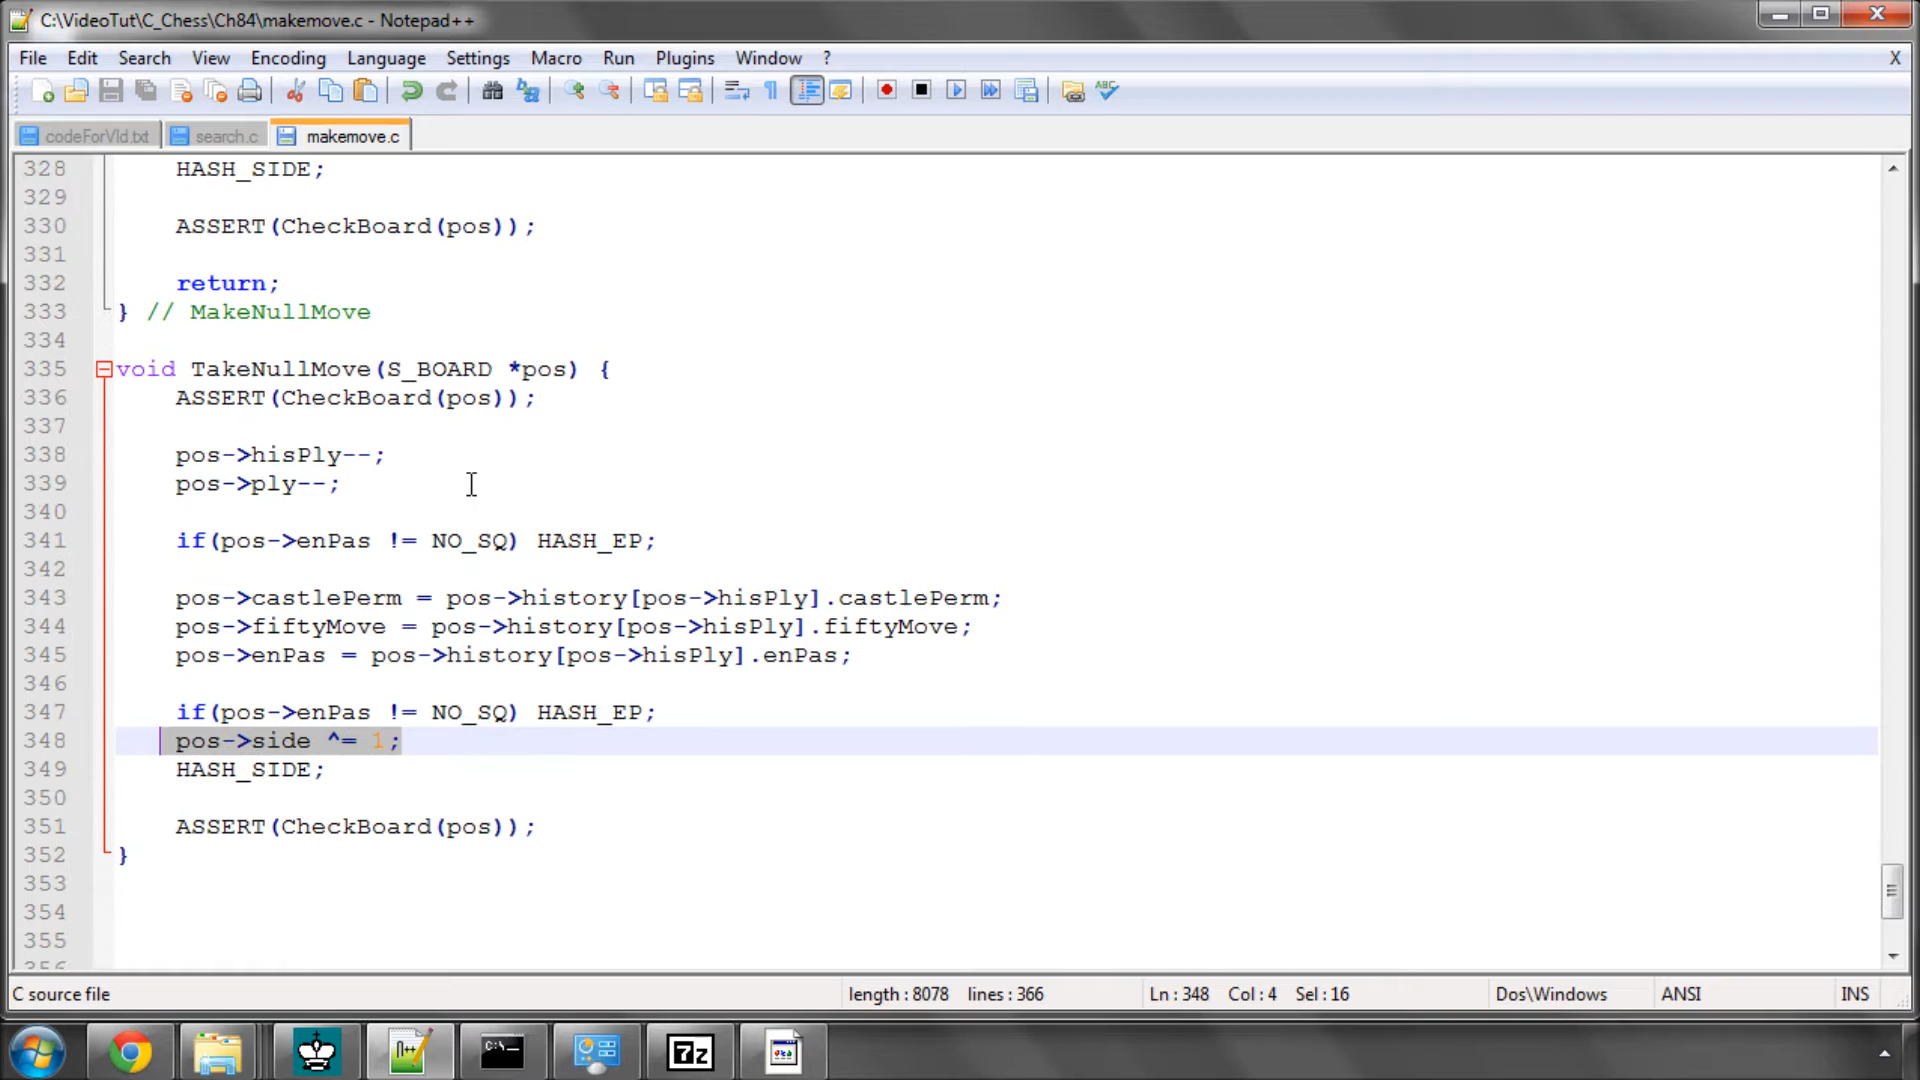 C:\VideoTut\C_Chess\Ch84\makemove.c - Notepad++
File Edit Search View Encoding Language Settings Macro Run Plugins Window ? X
codeForVId.txt search.c makemove.c
328 HASH_SIDE;
329
330 ASSERT(CheckBoard(pos));
331
332 return;
333 } // MakeNullMove
334
335 void TakeNullMove(S_BOARD *pos) {
336 ASSERT(CheckBoard(pos));
337
338 pos->hisPly--;
339 pos->ply--;
340
341 if(pos->enPas != NO_SQ) HASH_EP;
342
343 pos->castlePerm = pos->history[pos->hisPly].castlePerm;
344 pos->fiftyMove = pos->history[pos->hisPly].fiftyMove;
345 pos->enPas = pos->history[pos->hisPly].enPas;
346
347 if(pos->enPas != NO_SQ) HASH_EP;
348 pos->side ^= 1;
349 HASH_SIDE;
350
351 ASSERT(CheckBoard(pos));
352 }
353
354
355
356
C source file length : 8078 lines : 366 Ln : 348 Col : 4 Sel : 16 Dos\Windows ANSI INS
7z